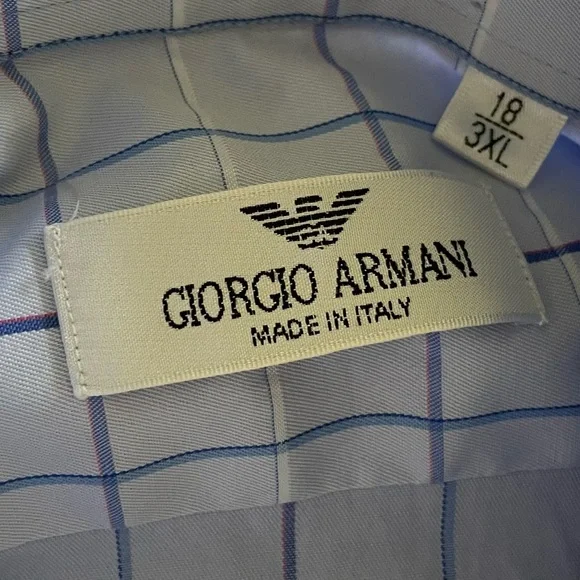 18
3XL
GIORGIO ARMANI
MADE IN ITALY